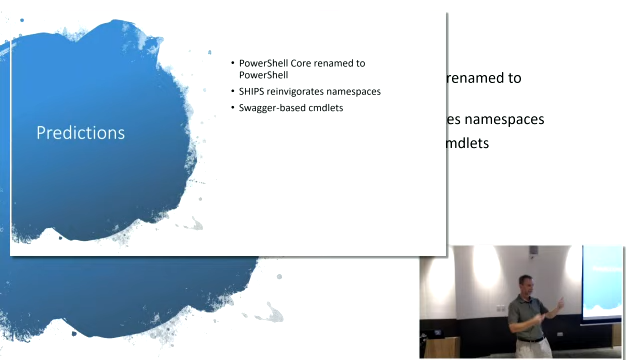 Predictions
• PowerShell Core renamed to
PowerShell
• SHIPS reinvigorates namespaces
• Swagger-based cmdlets
renamed to
es namespaces
mdlets